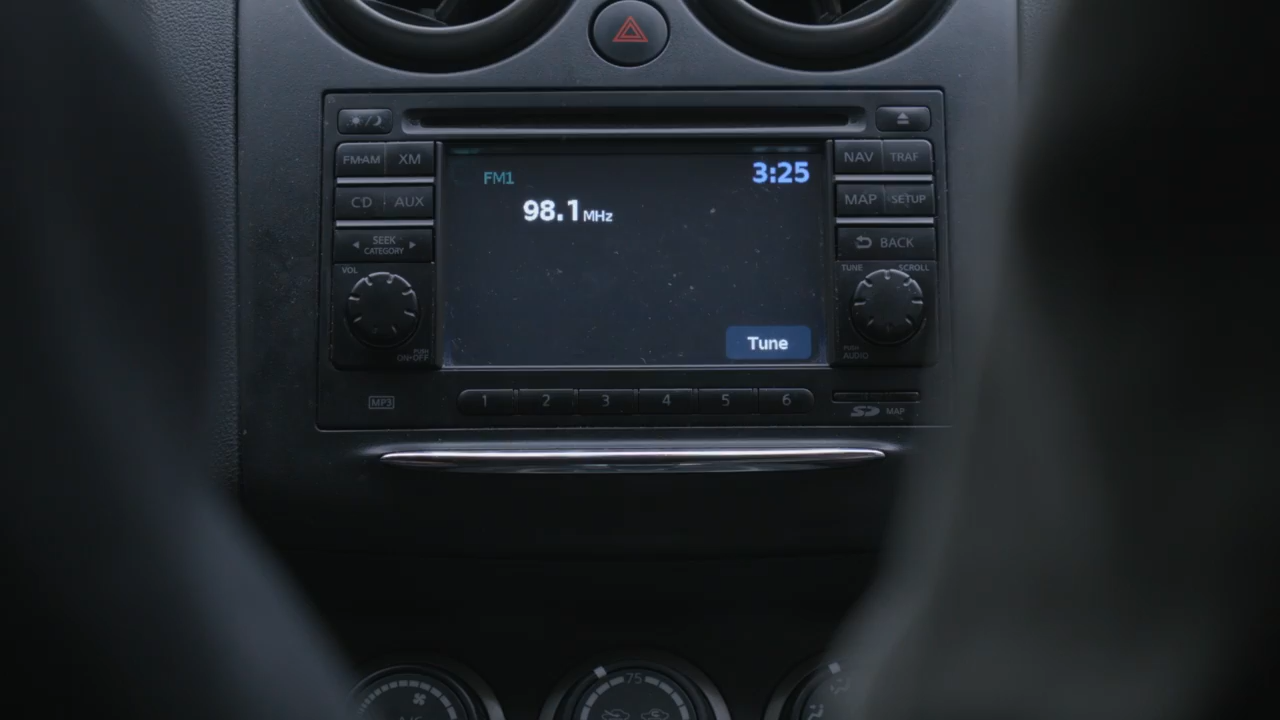 FM·AM XM
CD AUX
SEEK
CATEGORY
VOL
PUSH
ON•OFF
FM1
3:25
98.1 MHz
Tune
NAV TRAF
MAP SETUP
BACK
TUNE SCROLL
PUSH
AUDIO
MP3
1 2 3 4 5 6
SD MAP
75